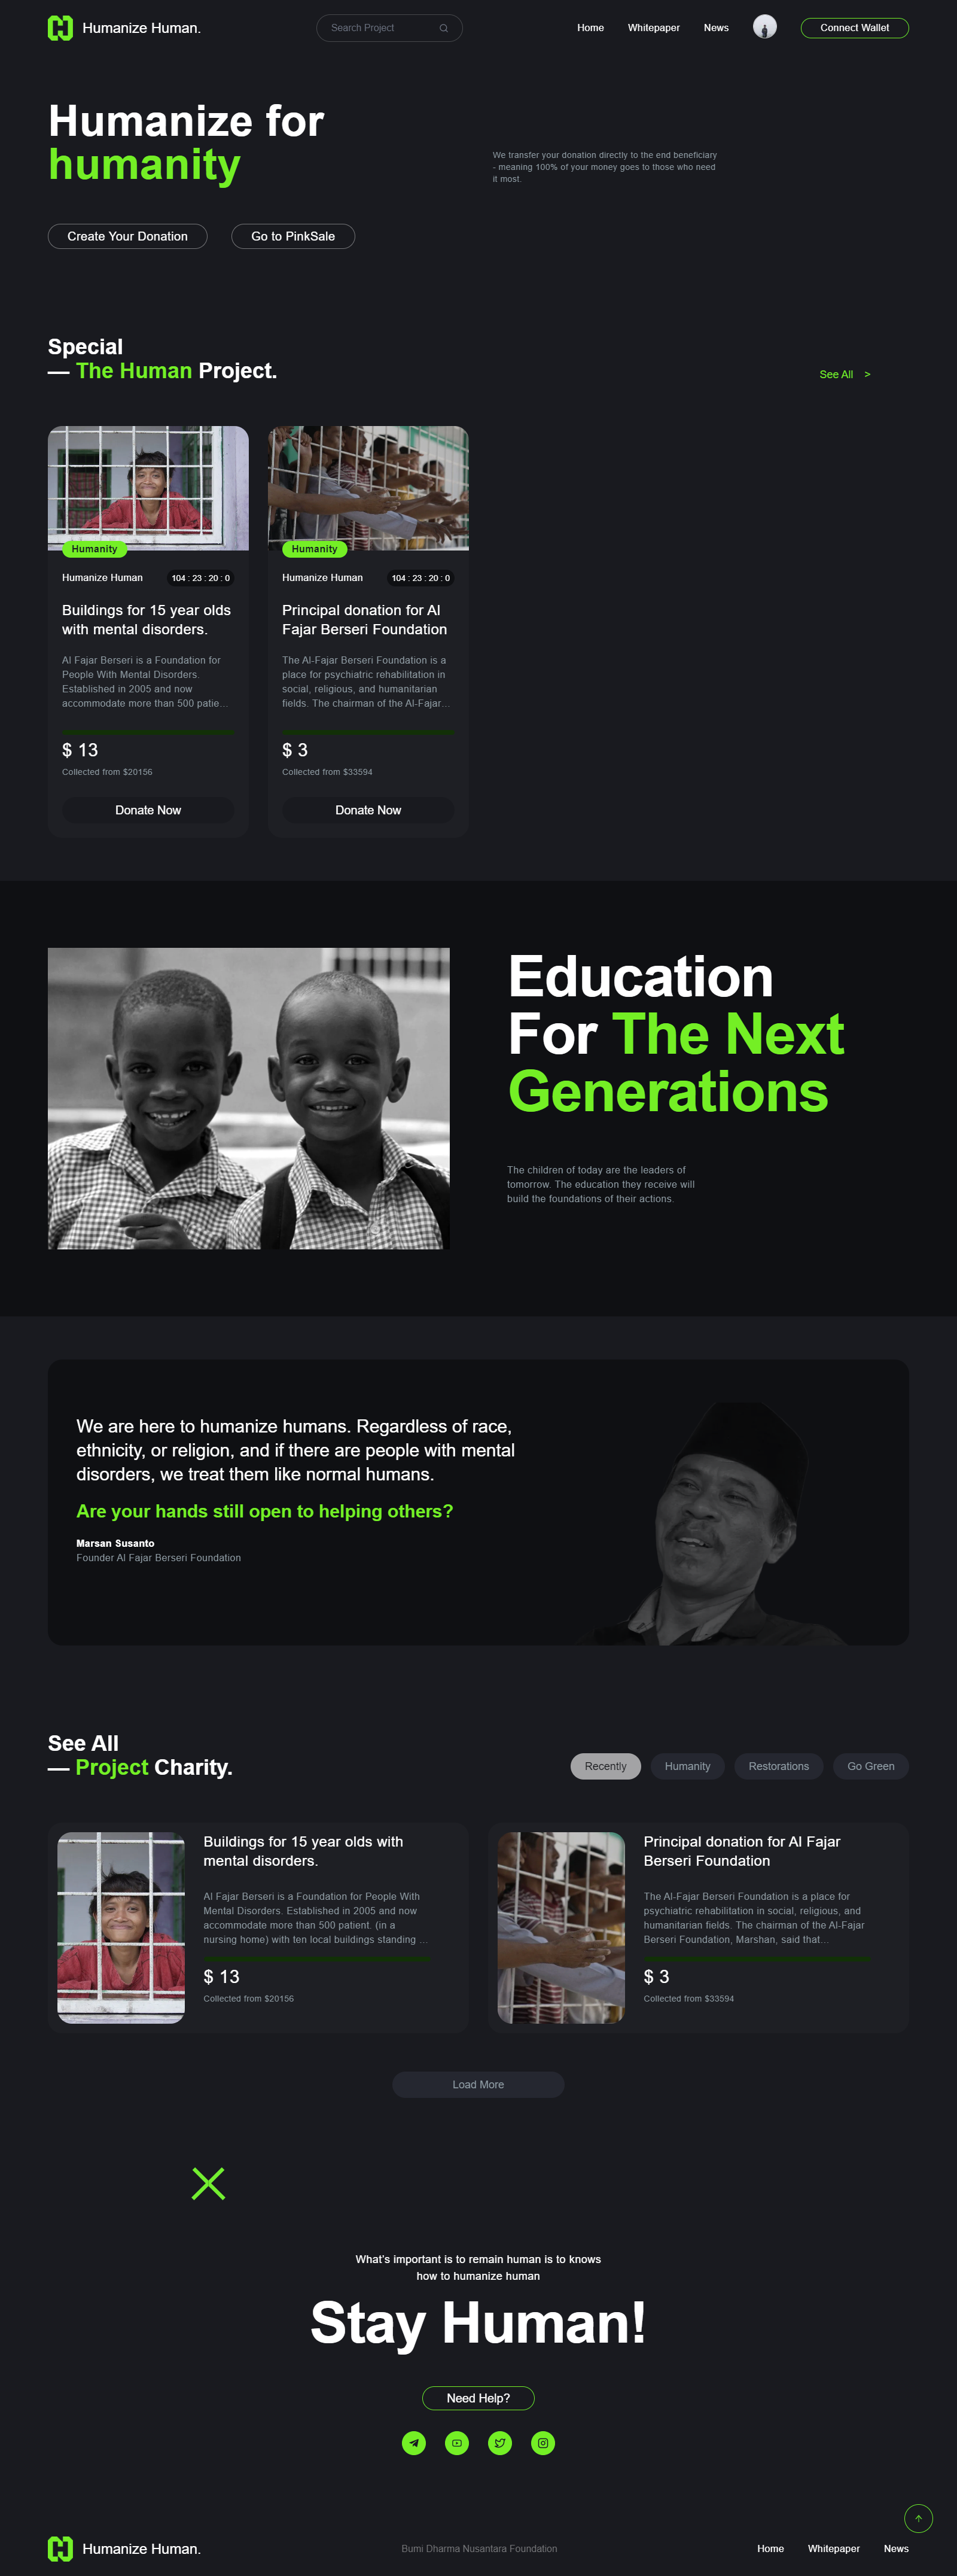 Humanize Human.
Search Project
Home
Whitepaper
News
Connect Wallet
Humanize for
humanity
We transfer your donation directly to the end beneficiary
- meaning 100% of your money goes to those who need
it most.
Create Your Donation
Go to PinkSale
Special
— The Human Project.
See All >
Humanity
Humanize Human
104 : 23 : 20 : 0
Buildings for 15 year olds
with mental disorders.
Al Fajar Berseri is a Foundation for
People With Mental Disorders.
Established in 2005 and now
accommodate more than 500 patie...
$ 13
Collected from $20156
Donate Now
Humanity
Humanize Human
104 : 23 : 20 : 0
Principal donation for Al
Fajar Berseri Foundation
The Al-Fajar Berseri Foundation is a
place for psychiatric rehabilitation in
social, religious, and humanitarian
fields. The chairman of the Al-Fajar...
$ 3
Collected from $33594
Donate Now
Education
For The Next
Generations
The children of today are the leaders of
tomorrow. The education they receive will
build the foundations of their actions.
We are here to humanize humans. Regardless of race,
ethnicity, or religion, and if there are people with mental
disorders, we treat them like normal humans.
Are your hands still open to helping others?
Marsan Susanto
Founder Al Fajar Berseri Foundation
See All
— Project Charity.
Recently
Humanity
Restorations
Go Green
Buildings for 15 year olds with
mental disorders.
Al Fajar Berseri is a Foundation for People With
Mental Disorders. Established in 2005 and now
accommodate more than 500 patient. (in a
nursing home) with ten local buildings standing ...
$ 13
Collected from $20156
Principal donation for Al Fajar
Berseri Foundation
The Al-Fajar Berseri Foundation is a place for
psychiatric rehabilitation in social, religious, and
humanitarian fields. The chairman of the Al-Fajar
Berseri Foundation, Marshan, said that...
$ 3
Collected from $33594
Load More
What's important is to remain human is to knows
how to humanize human
Stay Human!
Need Help?
Humanize Human.
Bumi Dharma Nusantara Foundation
Home
Whitepaper
News